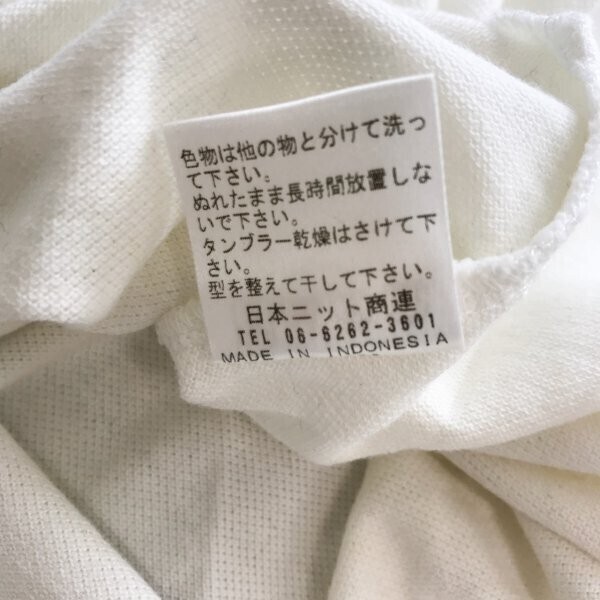 色物は他の物と分けて洗っ
て下さい。
ぬれたまま長時間放置しな
いで下さい。
タンブラー乾燥はさけて下
さい。
型を整えて干して下さい。
日本ニット商連
TEL 06-6262-3601
MADE IN INDONESIA